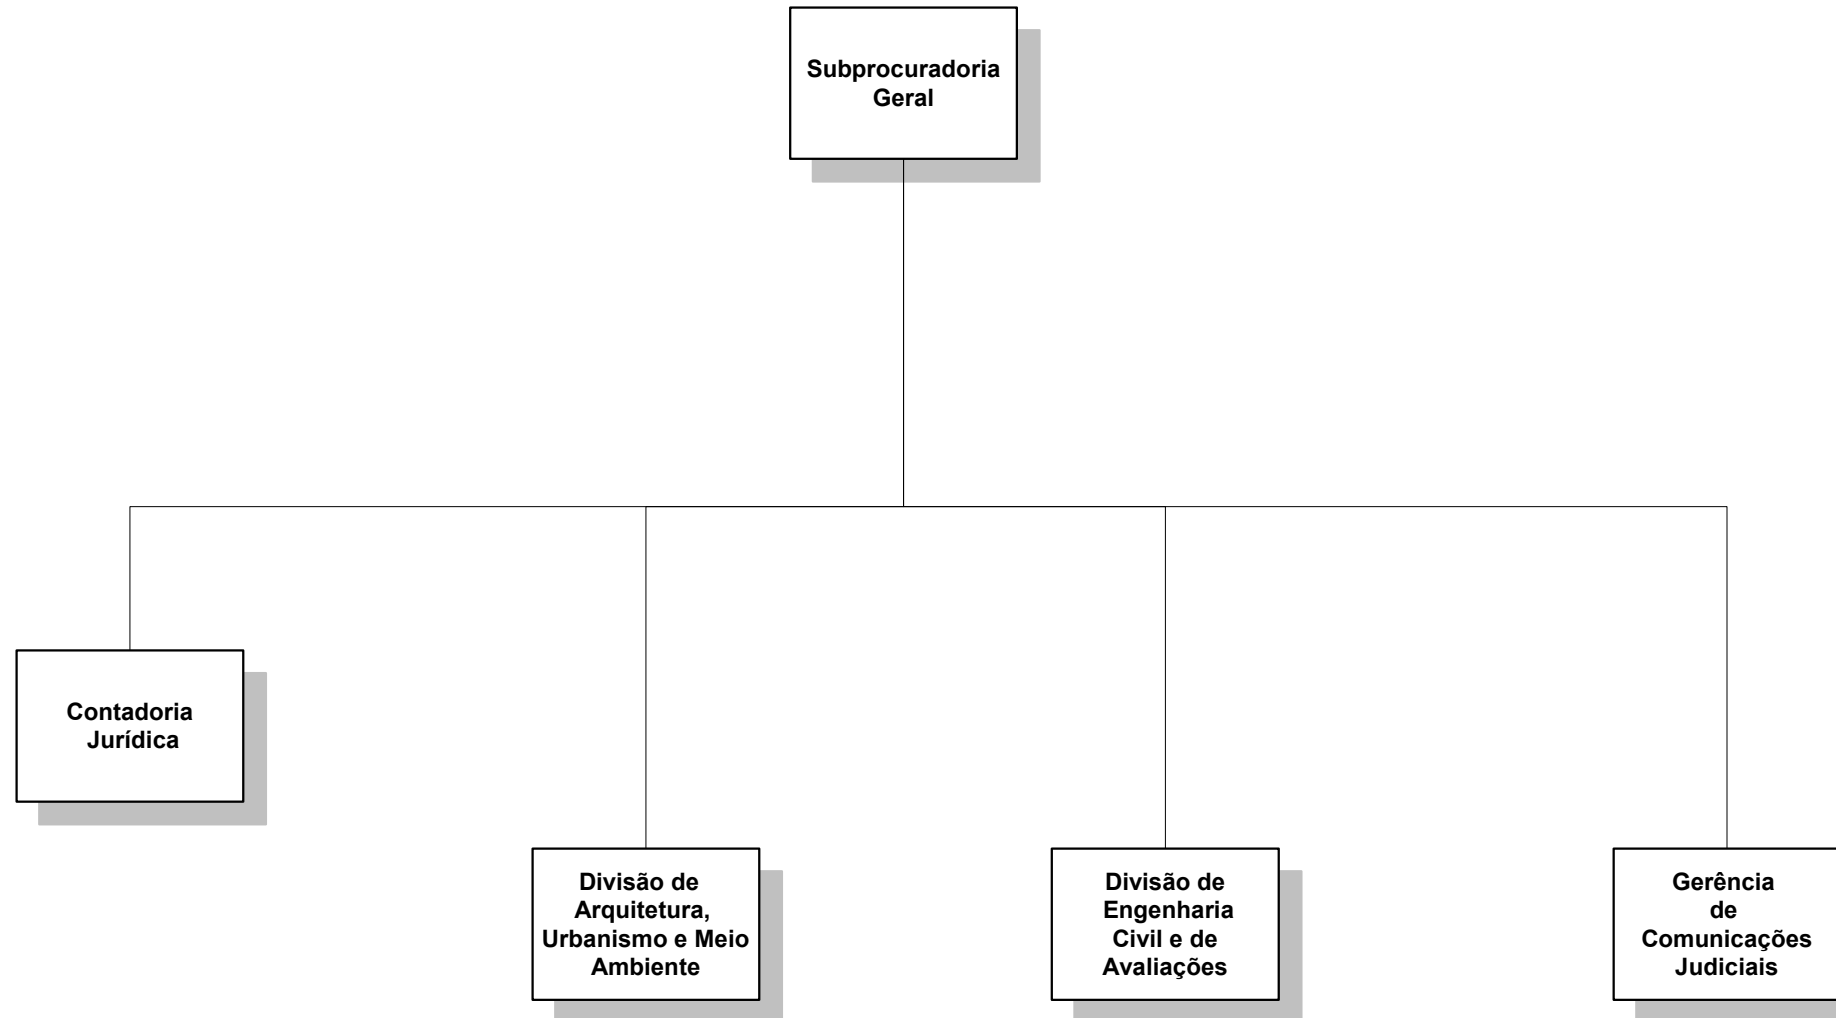 Subprocuradoria
Geral
Contadoria
Jurídica
Divisão de
Arquitetura,
Urbanismo e Meio
Ambiente
Divisão de
Engenharia
Civil e de
Avaliações
Gerência
de
Comunicações
Judiciais